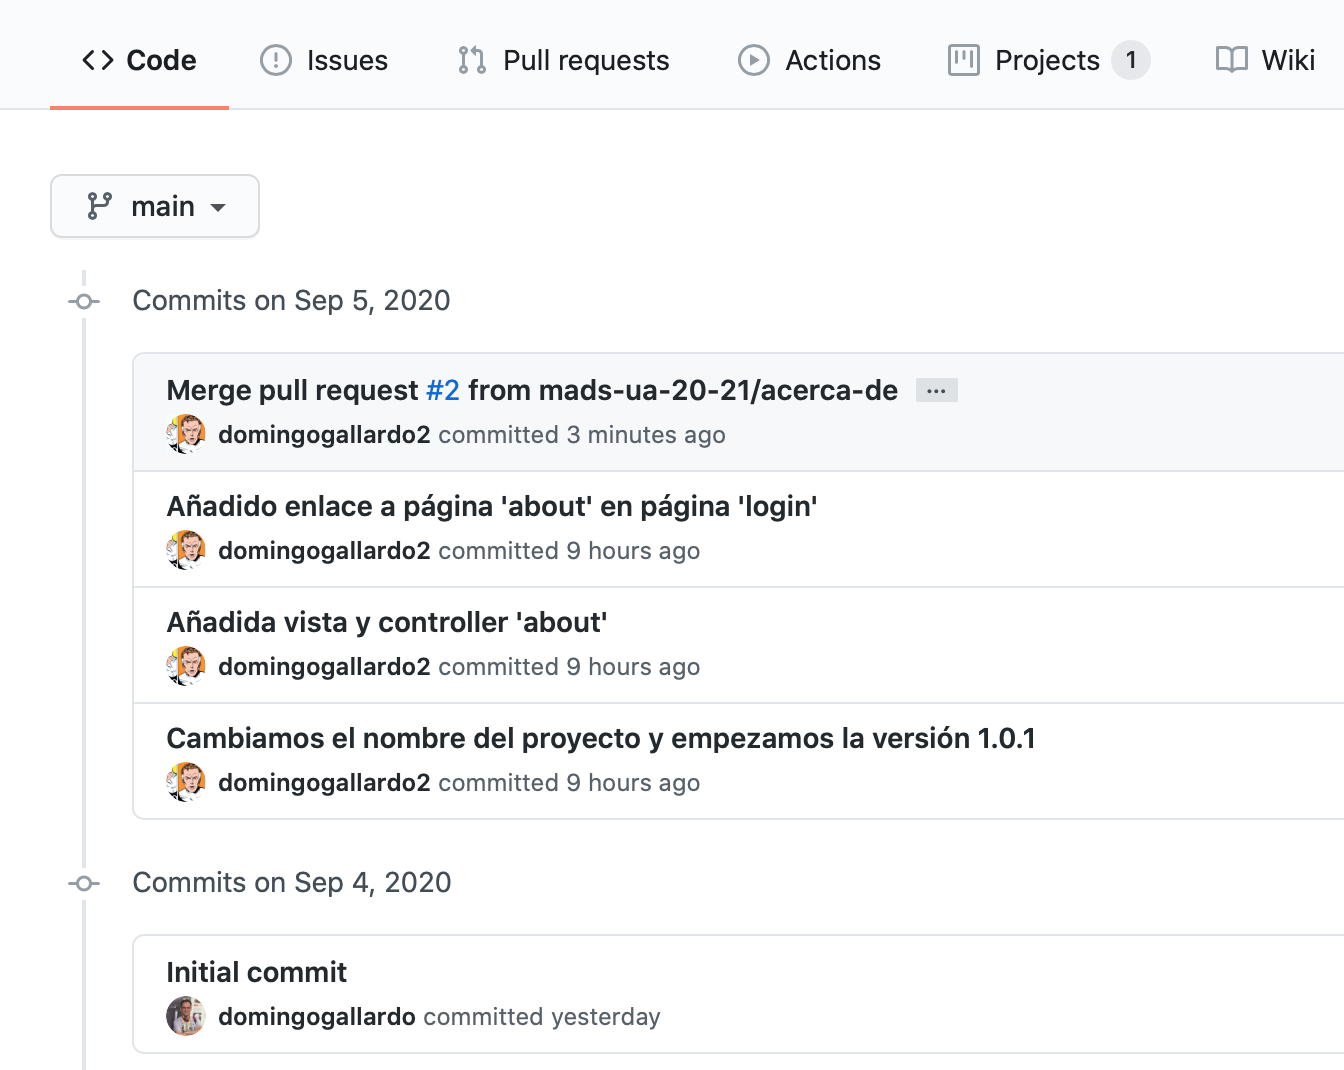 Code Issues Pull requests Actions Projects 1 Wiki
main
Commits on Sep 5, 2020
Merge pull request #2 from mads-ua-20-21/acerca-de ...
domingogallardo2 committed 3 minutes ago
Añadido enlace a página 'about' en página 'login'
domingogallardo2 committed 9 hours ago
Añadida vista y controller 'about'
domingogallardo2 committed 9 hours ago
Cambiamos el nombre del proyecto y empezamos la versión 1.0.1
domingogallardo2 committed 9 hours ago
Commits on Sep 4, 2020
Initial commit
domingogallardo committed yesterday